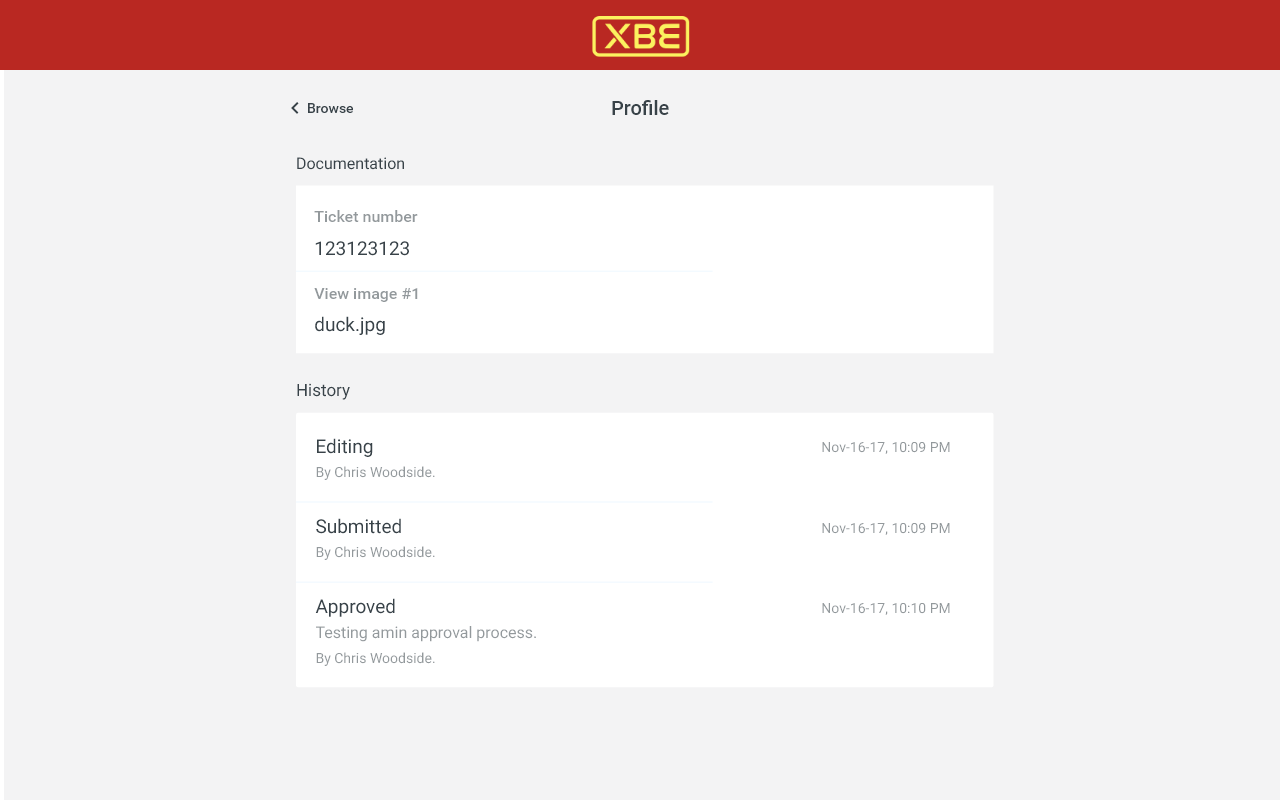 XBE
Browse
Profile
Documentation
Ticket number
123123123
View image #1
duck.jpg
History
Editing
Nov-16-17, 10:09 PM
By Chris Woodside.
Submitted
Nov-16-17, 10:09 PM
By Chris Woodside.
Approved
Nov-16-17, 10:10 PM
Testing amin approval process.
By Chris Woodside.